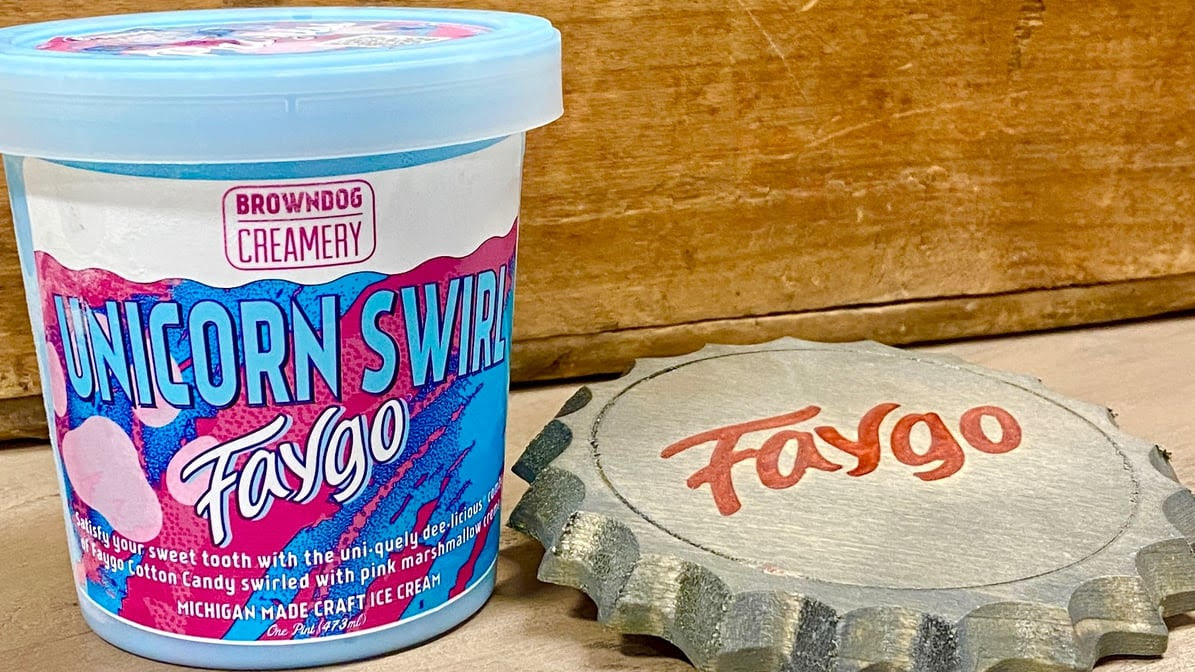 BROWNDOG
CREAMERY
UNICORN SWIRL
Faygo
Satisfy your sweet tooth with the uni-quely dee-licious
of Faygo Cotton Candy swirled with pink marshmallow
MICHIGAN MADE CRAFT ICE CREAM
One Pint (473ml)
Faygo